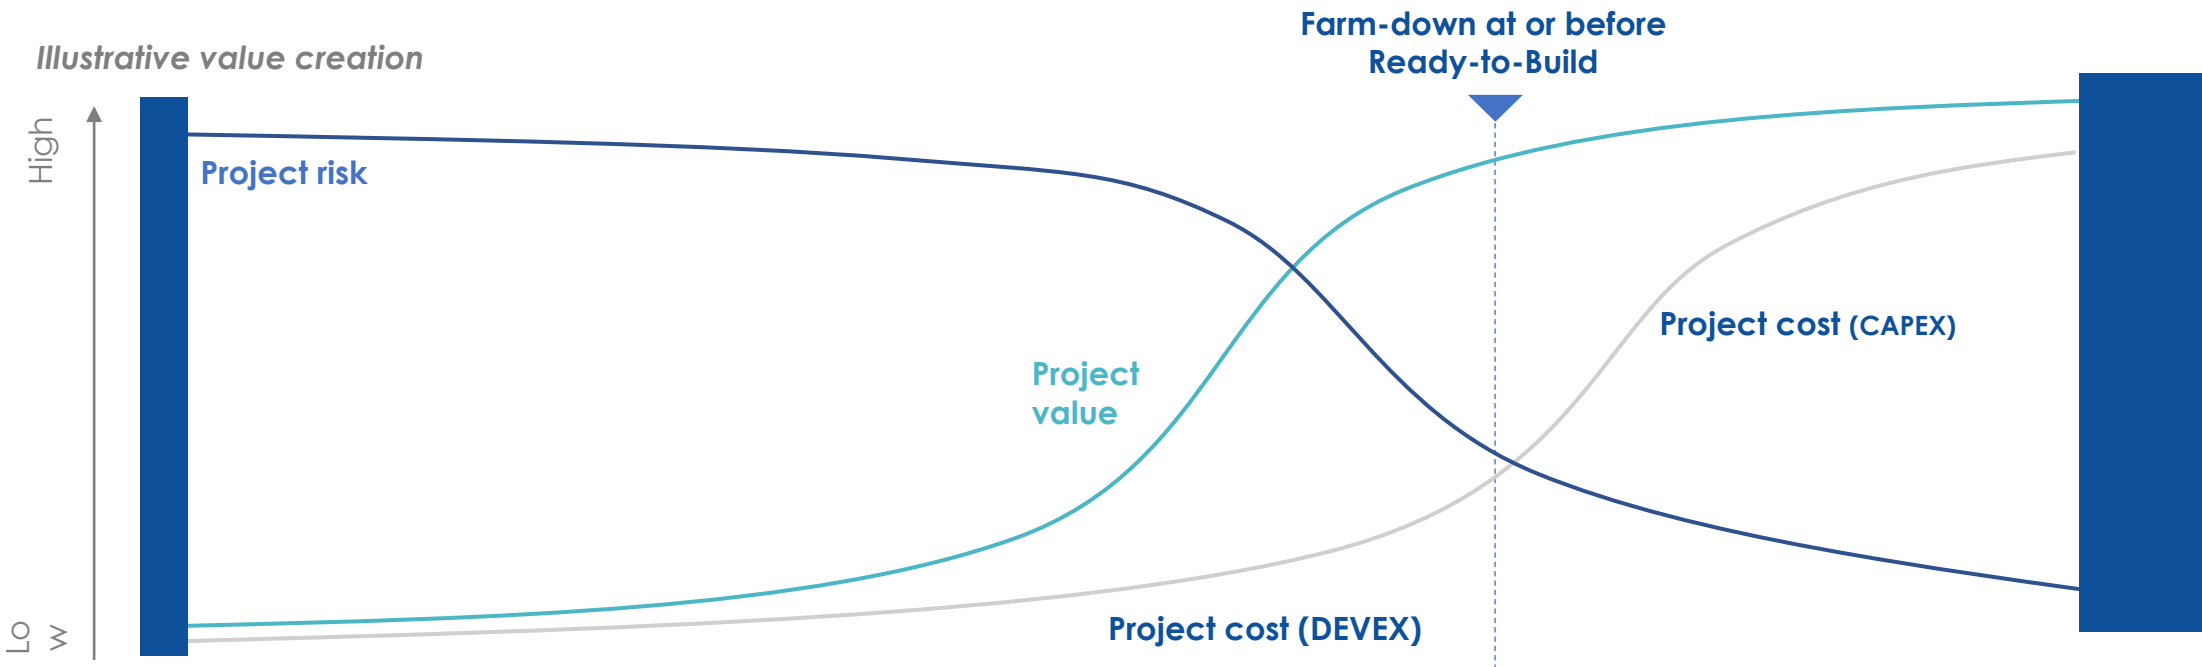 Farm-down at or before
Ready-to-Build
Illustrative value creation
High
Project risk
Project cost (CAPEX)
Project
value
Project cost (DEVEX)
Lo
w